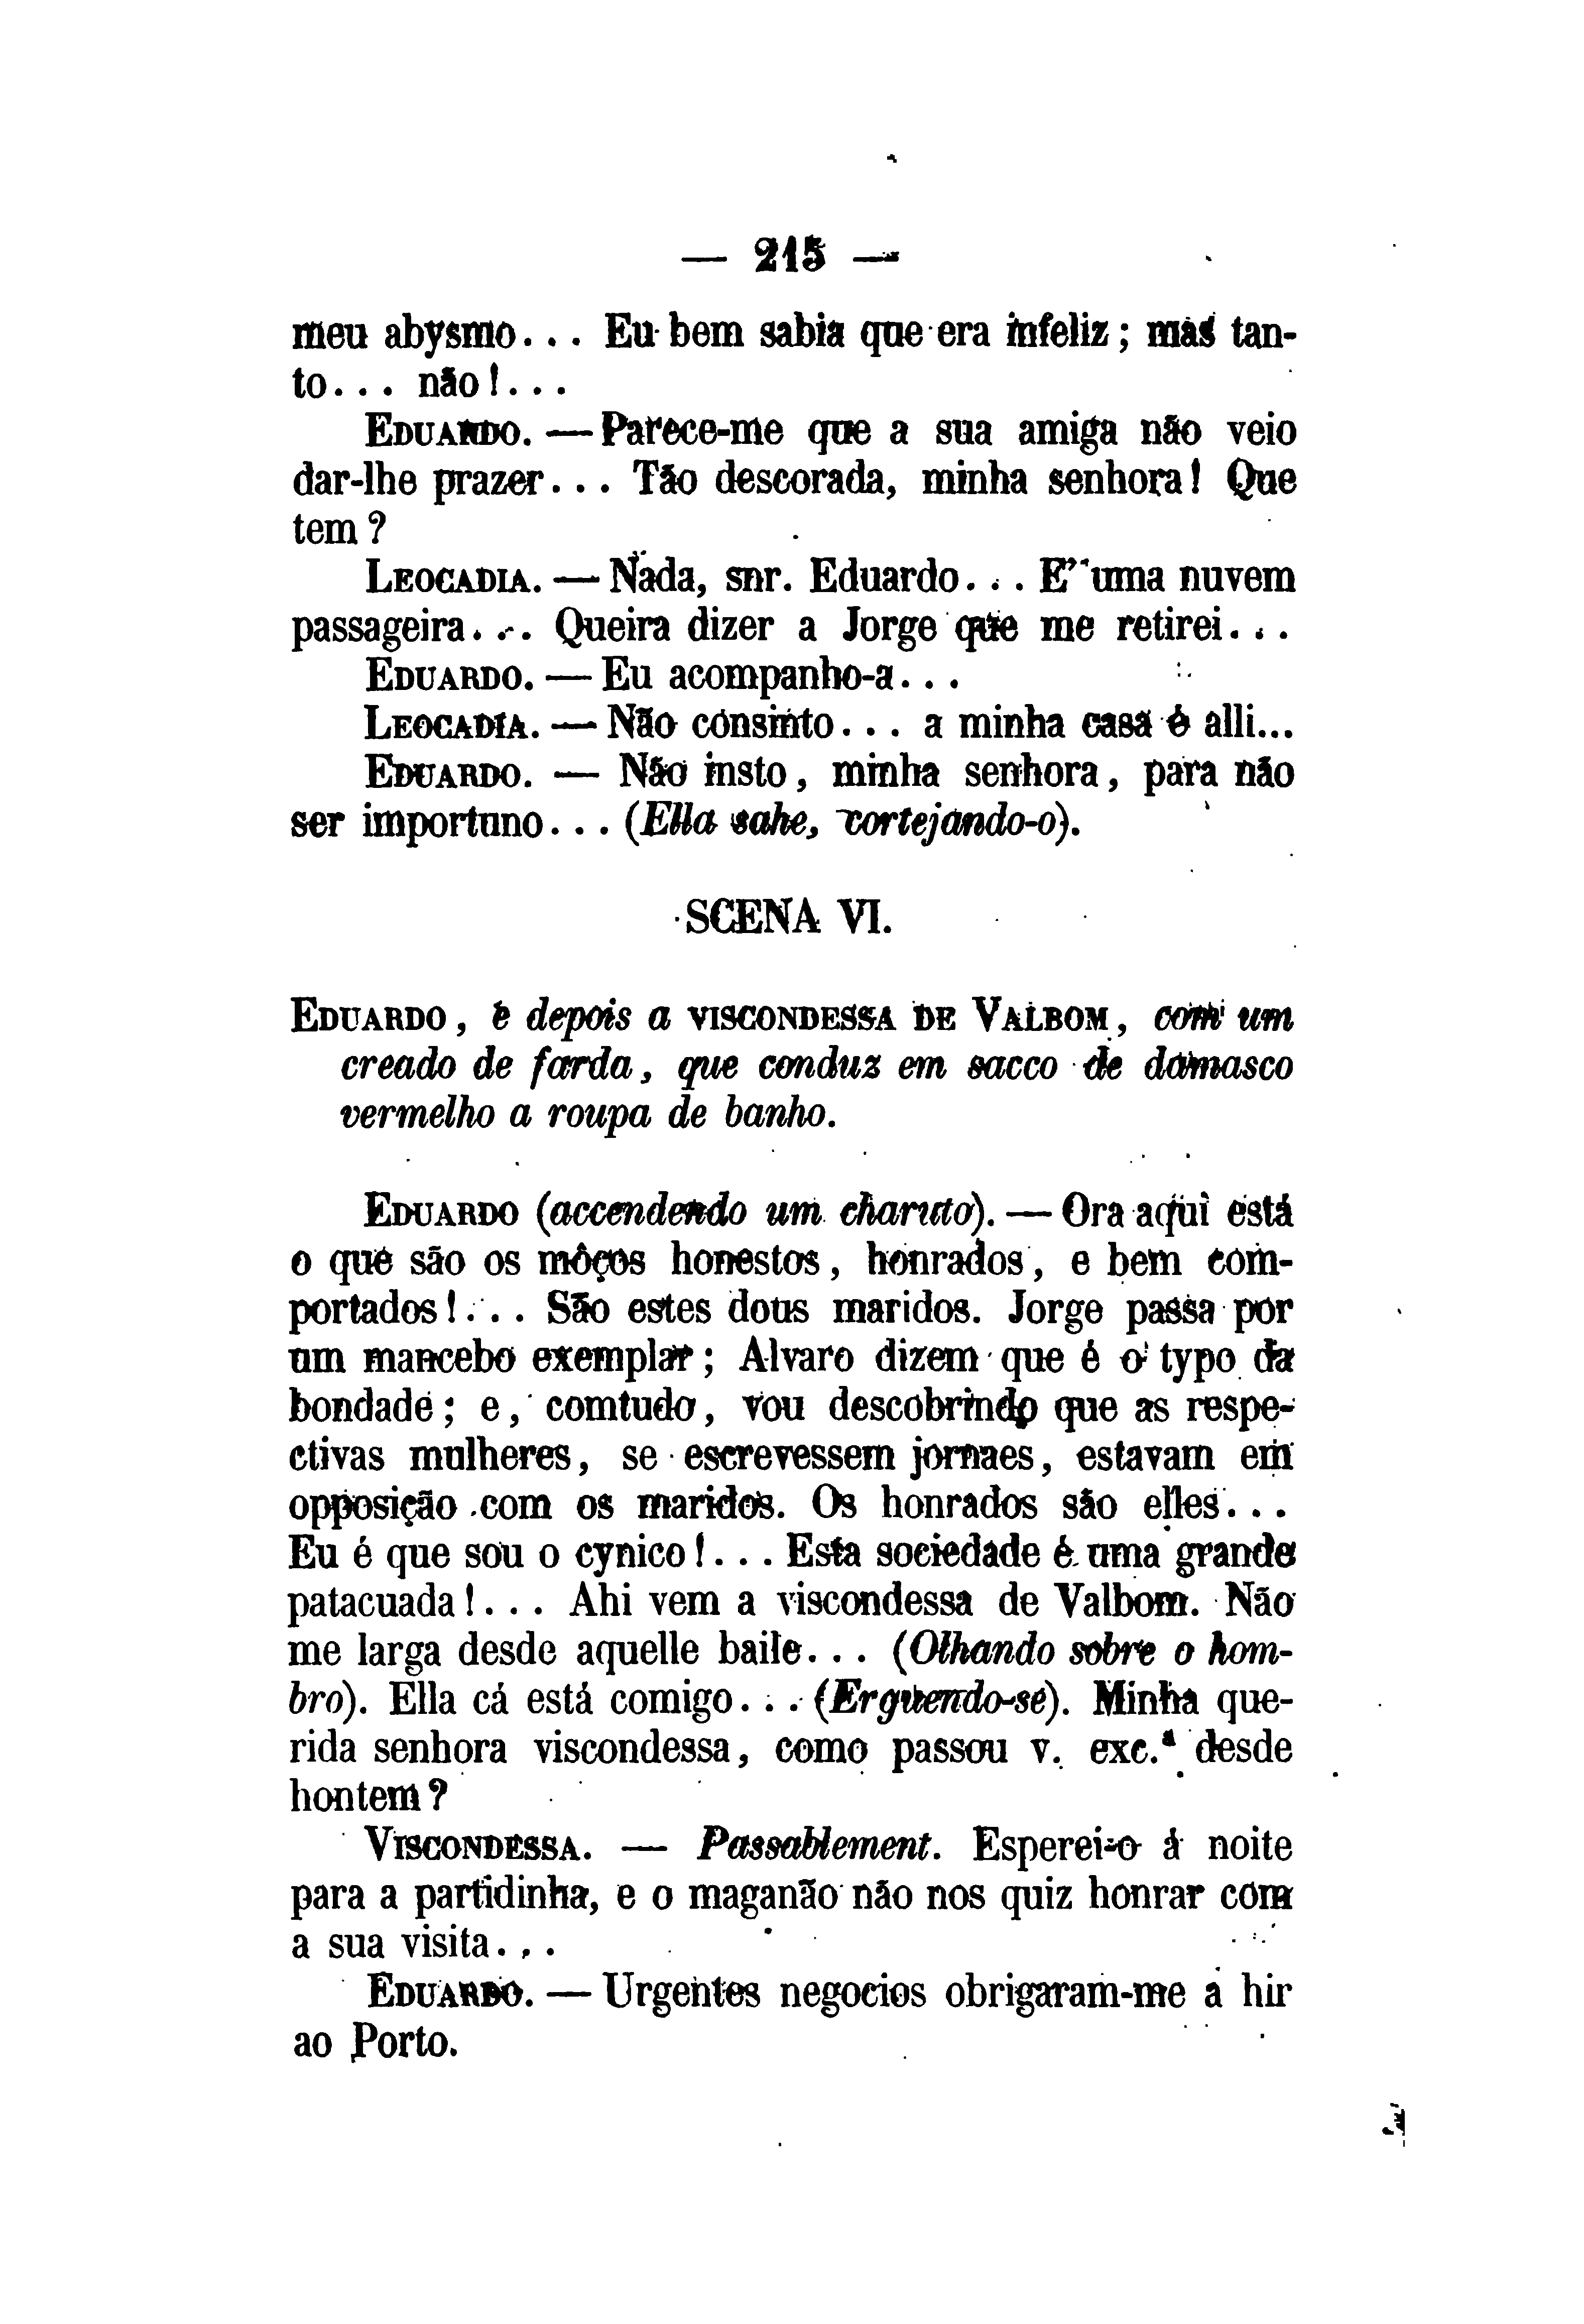 — 215 —
meu abysmo... Eu bem sabia que era infeliz; mas tan-
to... não!...
EDUARDO. — Parece-me que a sua amiga não veio
dar-lhe prazer... Tão descorada, minha senhora! Que
tem?
LEOCADIA. — Nada, snr. Eduardo... E' uma nuvem
passageira... Queira dizer a Jorge que me retirei...
EDUARDO. — Eu acompanho-a...
LEOCADIA. — Não consinto... a minha casa é alli...
EDUARDO. — Não insto, minha senhora, para não
ser importuno... (Ella sahe, cortejando-o).
SCENA VI.
EDUARDO, e depois a VISCONDESSA DE VALBOM, com um
creado de farda, que conduz em sacco de damasco
vermelho a roupa de banho.
EDUARDO (accendendo um charuto). — Ora aqui está
o que são os môços honestos, honrados, e bem com-
portados!... São estes dous maridos. Jorge passa por
um mancebo exemplar; Alvaro dizem que é o typo da
bondade; e, comtudo, vou descobrindo que as respe-
ctivas mulheres, se escrevessem jornaes, estavam em
opposição com os maridos. Os honrados são elles...
Eu é que sou o cynico!... Esta sociedade é uma grande
patacuada!... Ahi vem a viscondessa de Valbom. Não
me larga desde aquelle baile... (Olhando sobre o hom-
bro). Ella cá está comigo... (Erguendo-se). Minha que-
rida senhora viscondessa, como passou v. exc.ª desde
hontem?
VISCONDESSA. — Passablement. Esperei-o á noite
para a partidinha, e o maganão não nos quiz honrar com
a sua visita...
EDUARDO. — Urgentes negocios obrigaram-me a hir
ao Porto.